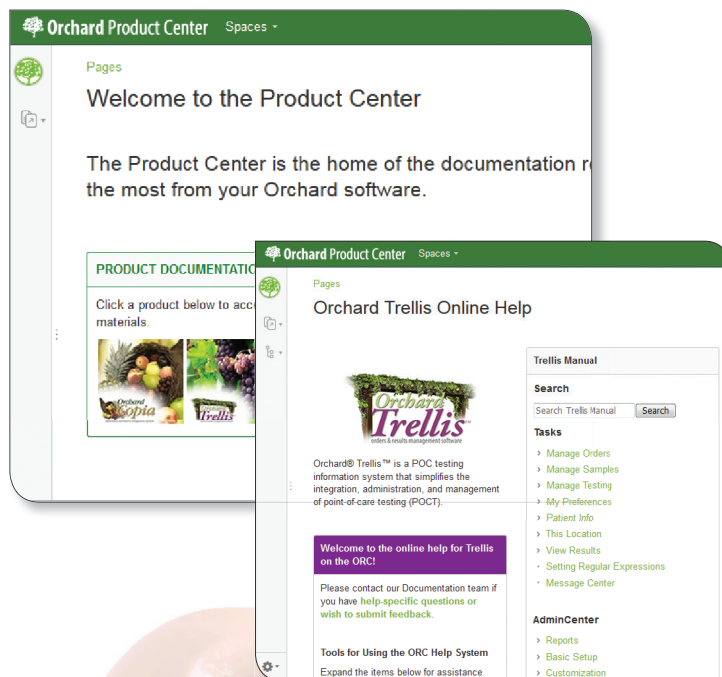 Orchard Product Center Spaces
Pages
Welcome to the Product Center
The Product Center is the home of the documentation
the most from your Orchard software.
PRODUCT DOCUMENTATIO
Click a product below to acc
materials.
Orchard
Copia
Orchard
Trellis
Orchard Product Center Spaces
Pages
Orchard Trellis Online Help
Orchard
Trellis™
orders & results management software
Orchard® Trellis™ is a POC testing
information system that simplifies the
integration, administration, and management
of point-of-care testing (POCT).
Welcome to the online help for Trellis
on the ORC!
Please contact our Documentation team if
you have help-specific questions or
wish to submit feedback.
Tools for Using the ORC Help System
Expand the items below for assistance
Trellis Manual
Search
Search Trellis Manual Search
Tasks
Manage Orders
Manage Samples
Manage Testing
My Preferences
Patient Info
This Location
View Results
Setting Regular Expressions
Message Center
AdminCenter
Reports
Basic Setup
Customization